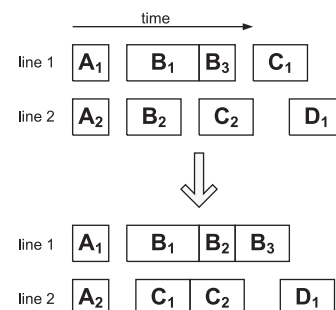 time
line 1 A₁ B₁ B₃ C₁
line 2 A₂ B₂ C₂ D₁
line 1 A₁ B₁ B₂ B₃
line 2 A₂ C₁ C₂ D₁